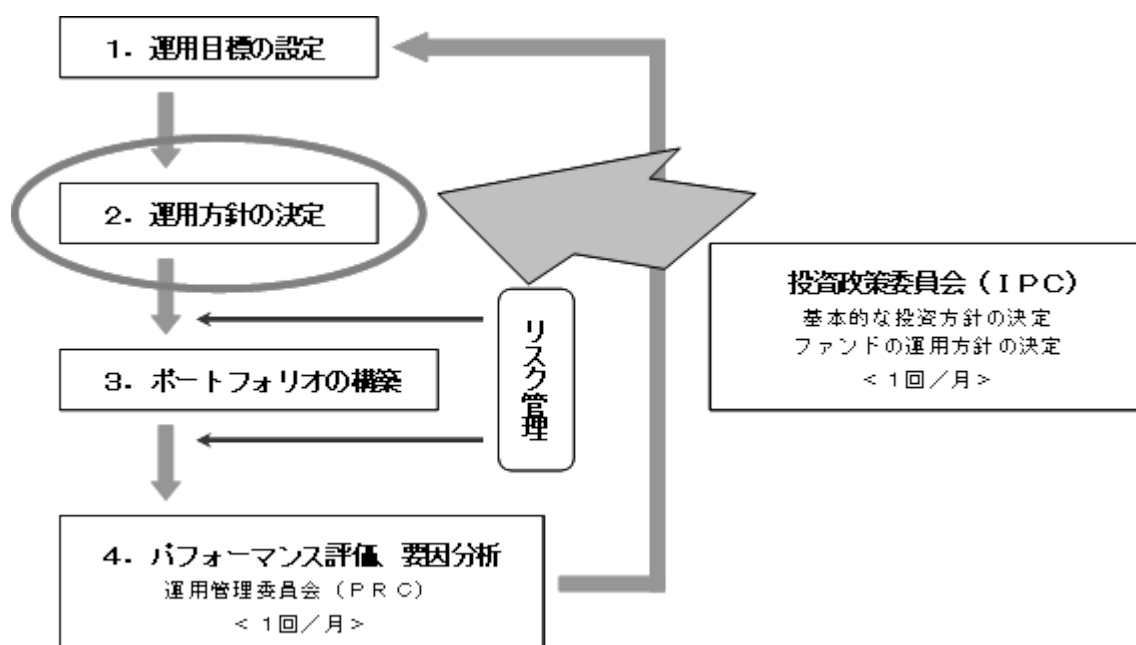 1．運用目標の設定
2．運用方針の決定
3．ポートフォリオの構築
4．パフォーマンス評価、要因分析
運用管理委員会（ＰＲＣ）
＜１回／月＞
リスク管理
投資政策委員会（ＩＰＣ）
基本的な投資方針の決定
ファンドの運用方針の決定
＜１回／月＞